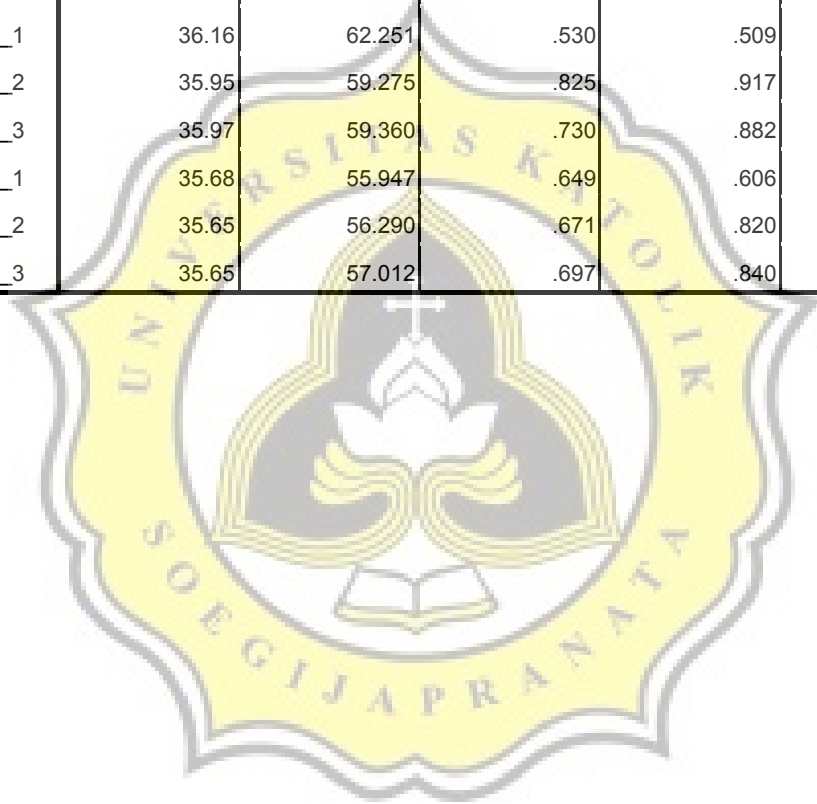 _1 36.16 62.251 .530 .509
_2 35.95 59.275 .825 .917
_3 35.97 59.360 .730 .882
_1 35.68 55.947 .649 .606
_2 35.65 56.290 .671 .820
_3 35.65 57.012 .697 .840
UNIVERSITAS KATOLIK
SOEGIJAPRANATA